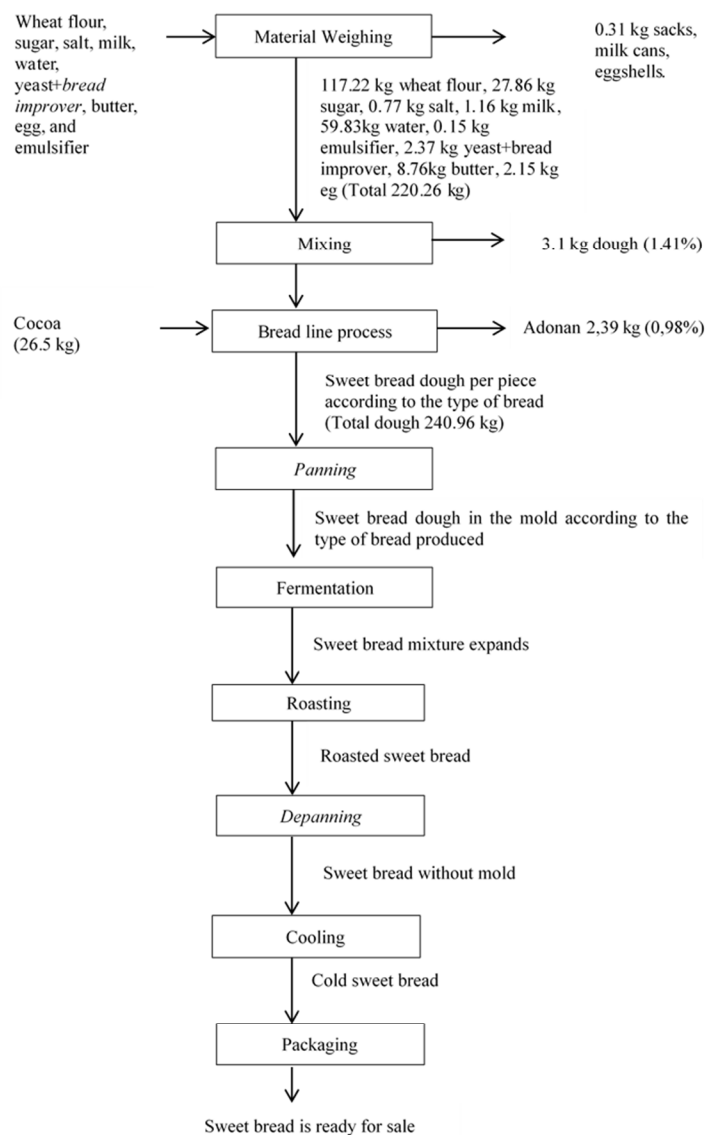 Wheat flour,
sugar, salt, milk,
water,
yeast+bread
improver, butter,
egg, and
emulsifier
Material Weighing
0.31 kg sacks,
milk cans,
eggshells.
117.22 kg wheat flour, 27.86 kg
sugar, 0.77 kg salt, 1.16 kg milk,
59.83kg water, 0.15 kg
emulsifier, 2.37 kg yeast+bread
improver, 8.76kg butter, 2.15 kg
eg (Total 220.26 kg)
Mixing
3.1 kg dough (1.41%)
Cocoa
(26.5 kg)
Bread line process
Adonan 2,39 kg (0,98%)
Sweet bread dough per piece
according to the type of bread
(Total dough 240.96 kg)
Panning
Sweet bread dough in the mold according to the
type of bread produced
Fermentation
Sweet bread mixture expands
Roasting
Roasted sweet bread
Depanning
Sweet bread without mold
Cooling
Cold sweet bread
Packaging
Sweet bread is ready for sale